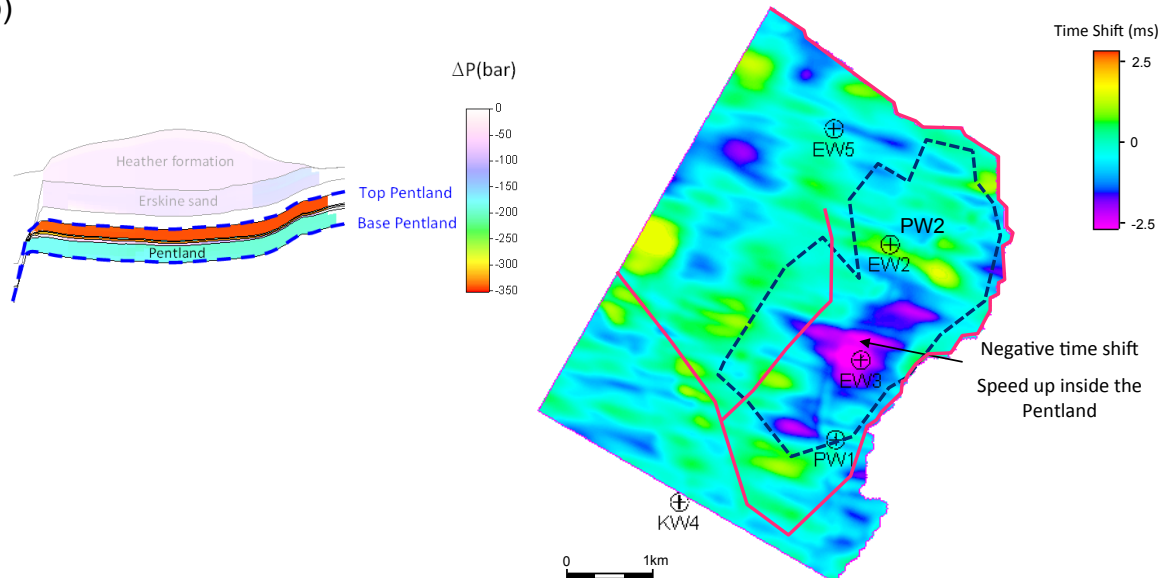 )
ΔP(bar)
0
-50
-100
-150
-200
-250
-300
-350
Heather formation
Erskine sand
Pentland
Top Pentland
Base Pentland
Time Shift (ms)
2.5
0
-2.5
EW5
PW2
EW2
EW3
PW1
KW4
Negative time shift
Speed up inside the
Pentland
0 1km